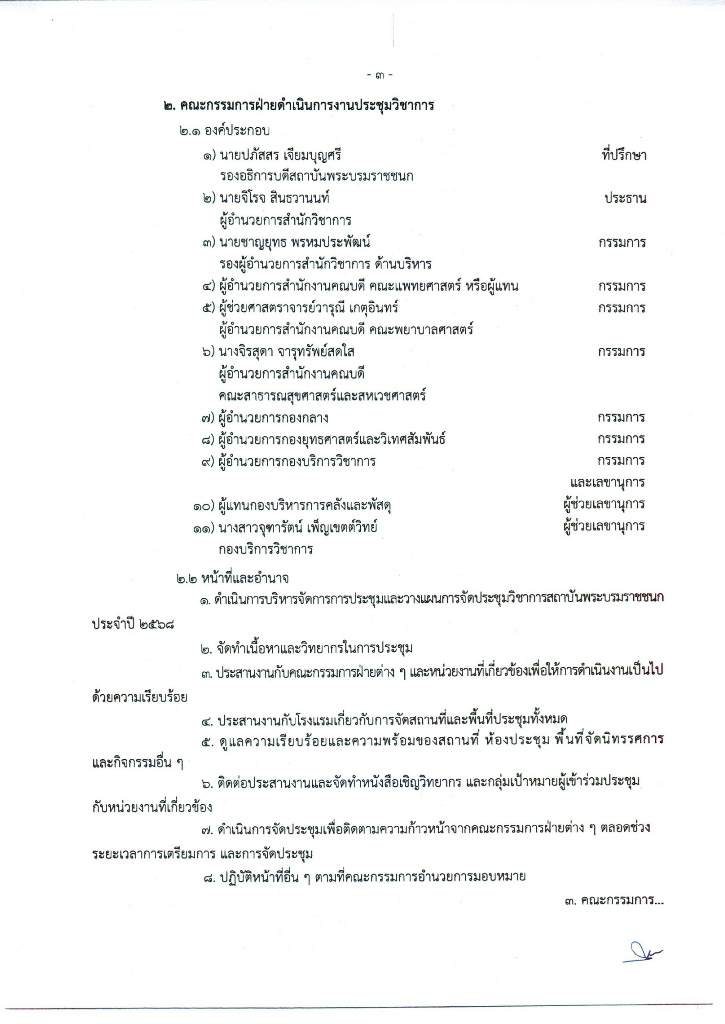 - ๓ -
๒. คณะกรรมการฝ่ายดำเนินการงานประชุมวิชาการ
๒.๑ องค์ประกอบ
๑) นายปภัสสร เจียมบุญศรี ที่ปรึกษา
รองอธิการบดีสถาบันพระบรมราชชนก
๒) นายจิโรจ สินธวานนท์ ประธาน
ผู้อำนวยการสำนักวิชาการ
๓) นายชาญยุทธ พรหมประพัฒน์ กรรมการ
รองผู้อำนวยการสำนักวิชาการ ด้านบริหาร
๔) ผู้อำนวยการสำนักงานคณบดี คณะแพทยศาสตร์ หรือผู้แทน กรรมการ
๕) ผู้ช่วยศาสตราจารย์วารุณี เกตุอินทร์ กรรมการ
ผู้อำนวยการสำนักงานคณบดี คณะพยาบาลศาสตร์
๖) นางจิรสุดา จารุทรัพย์สดใส กรรมการ
ผู้อำนวยการสำนักงานคณบดี
คณะสาธารณสุขศาสตร์และสหเวชศาสตร์
๗) ผู้อำนวยการกองกลาง กรรมการ
๘) ผู้อำนวยการกองยุทธศาสตร์และวิเทศสัมพันธ์ กรรมการ
๙) ผู้อำนวยการกองบริการวิชาการ กรรมการ
และเลขานุการ
๑๐) ผู้แทนกองบริหารการคลังและพัสดุ ผู้ช่วยเลขานุการ
๑๑) นางสาวจุฑารัตน์ เพ็ญเขตต์วิทย์ ผู้ช่วยเลขานุการ
กองบริการวิชาการ
๒.๒ หน้าที่และอำนาจ
๑. ดำเนินการบริหารจัดการการประชุมและวางแผนการจัดประชุมวิชาการสถาบันพระบรมราชชนก
ประจำปี ๒๕๖๘
๒. จัดทำเนื้อหาและวิทยากรในการประชุม
๓. ประสานงานกับคณะกรรมการฝ่ายต่าง ๆ และหน่วยงานที่เกี่ยวข้องเพื่อให้การดำเนินงานเป็นไป
ด้วยความเรียบร้อย
๔. ประสานงานกับโรงแรมเกี่ยวกับการจัดสถานที่และพื้นที่ประชุมทั้งหมด
๕. ดูแลความเรียบร้อยและความพร้อมของสถานที่ ห้องประชุม พื้นที่จัดนิทรรศการ
และกิจกรรมอื่น ๆ
๖. ติดต่อประสานงานและจัดทำหนังสือเชิญวิทยากร และกลุ่มเป้าหมายผู้เข้าร่วมประชุม
กับหน่วยงานที่เกี่ยวข้อง
๗. ดำเนินการจัดประชุมเพื่อติดตามความก้าวหน้าจากคณะกรรมการฝ่ายต่าง ๆ ตลอดช่วง
ระยะเวลาการเตรียมการ และการจัดประชุม
๘. ปฏิบัติหน้าที่อื่น ๆ ตามที่คณะกรรมการอำนวยการมอบหมาย
๓. คณะกรรมการ...